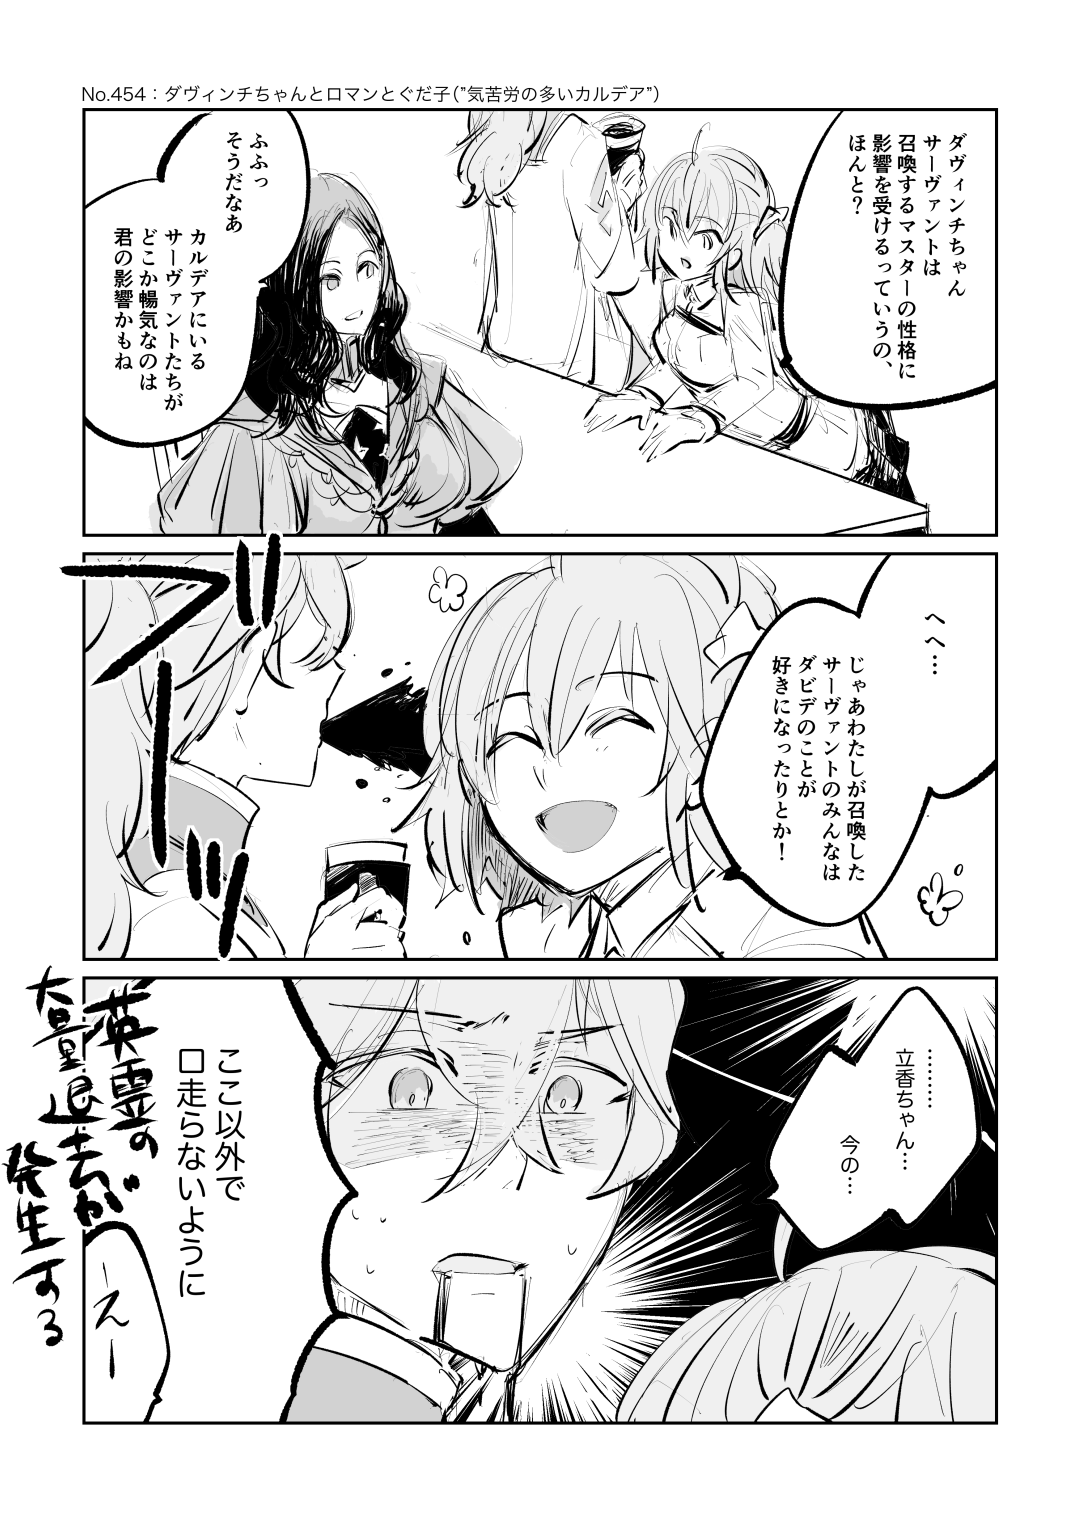 No.454：ダヴィンチちゃんとロマンとぐだ子("気苦労の多いカルデア")
ダヴィンチちゃん
サーヴァントは
召喚するマスターの性格に
影響を受けるっていうの、
ほんと？
ふふっ
そうだなあ
カルデアにいる
サーヴァントたちが
どこか暢気なのは
君の影響かもね
へへ…
じゃあわたしが召喚した
サーヴァントのみんなは
ダビデのことが
好きになったりとか！
ブーッ
………
立香ちゃん…
今の…
ここ以外で
口走らないように
英霊の
大量退去が
発生する
えー